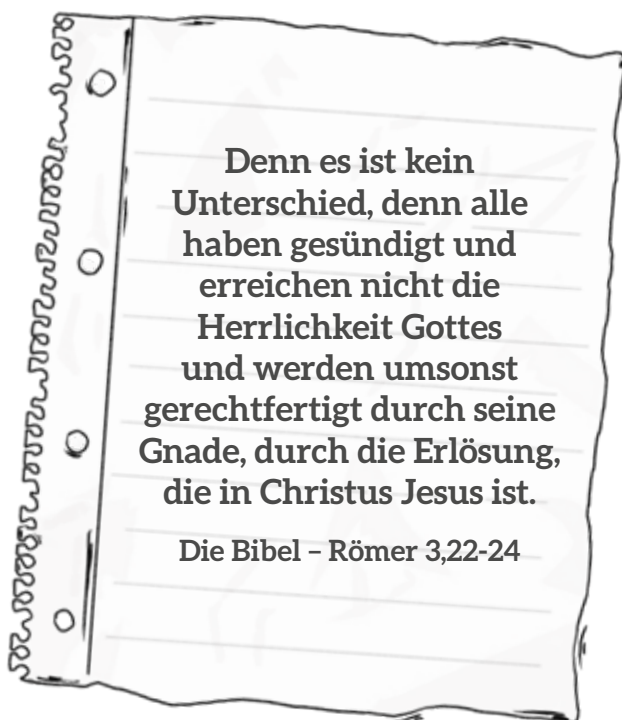 Denn es ist kein
Unterschied, denn alle
haben gesündigt und
erreichen nicht die
Herrlichkeit Gottes
und werden umsonst
gerechtfertigt durch seine
Gnade, durch die Erlösung,
die in Christus Jesus ist.
Die Bibel – Römer 3,22-24